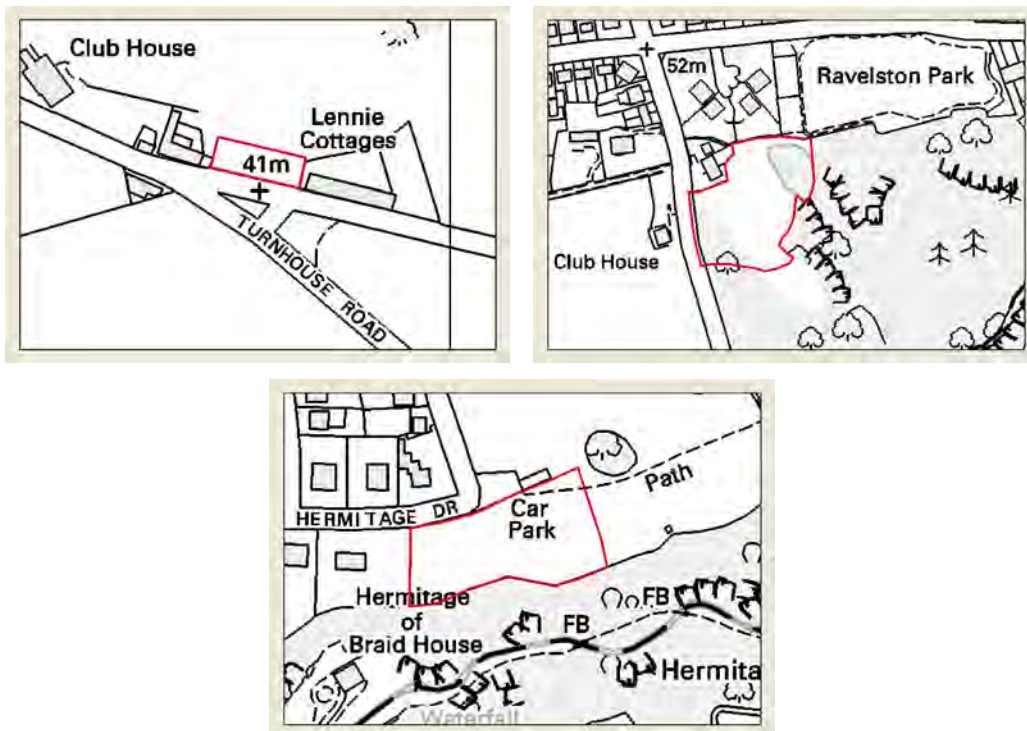 Club House
Lennie
Cottages
41m
TURNHOUSE ROAD
52m
Ravelston Park
Club House
HERMITAGE DR
Car
Park
Path
Hermitage
of
Braid House
FB
FB
Hermita
Waterfall